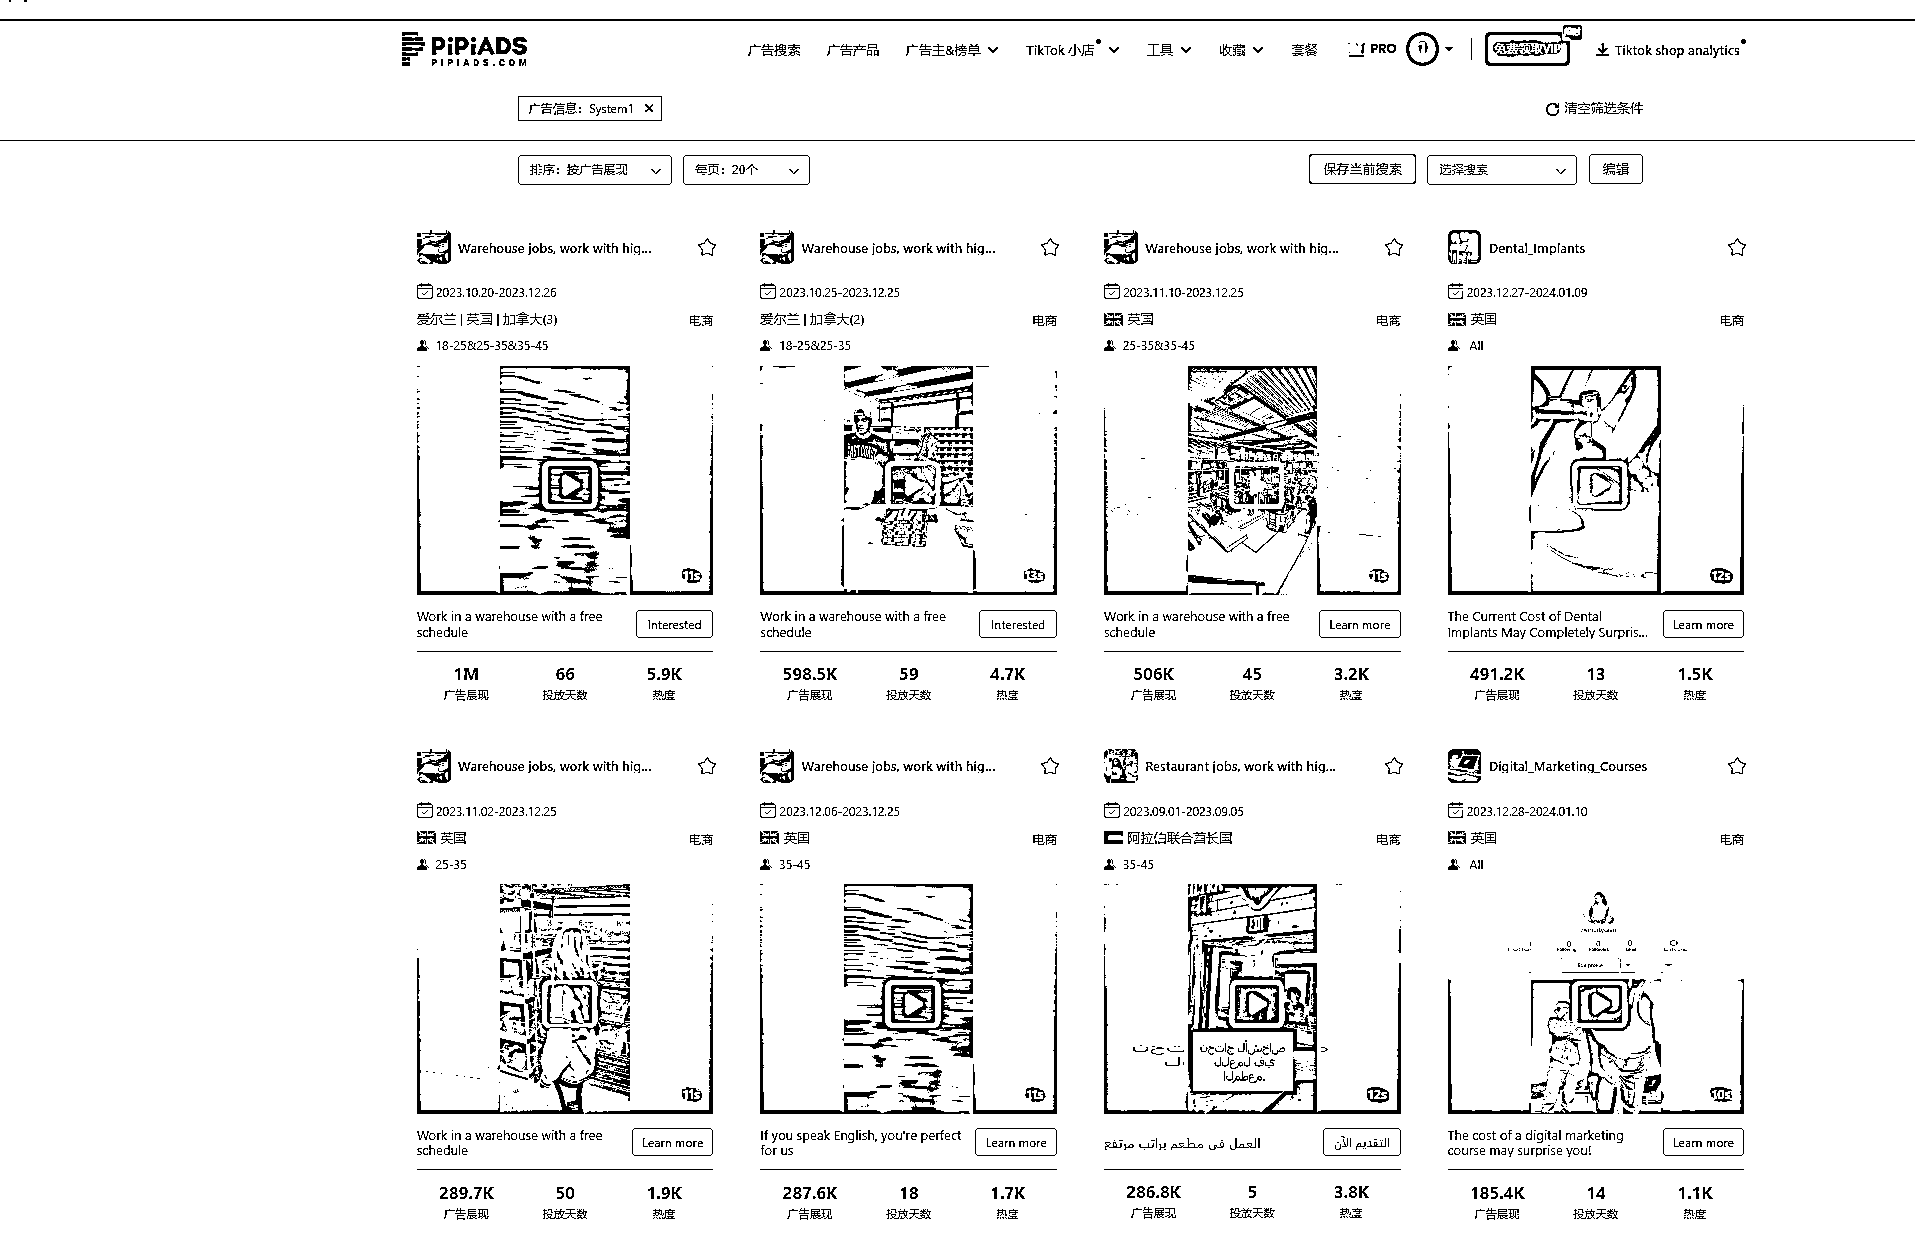 PiPiADS
PIPIADS.COM
广告搜索
广告产品
广告主&榜单
TikTok 小店
工具
收藏
套餐
PRO
免费领取VIP
Tiktok shop analytics
广告信息：System1
清空筛选条件
排序：按广告展现
每页：20个
保存当前搜索
选择搜索
编辑
Warehouse jobs, work with hig...
Warehouse jobs, work with hig...
Warehouse jobs, work with hig...
Dental_Implants
2023.10.20-2023.12.26
2023.10.25-2023.12.25
2023.11.10-2023.12.25
2023.12.27-2024.01.09
爱尔兰 | 英国 | 加拿大(3) 电商
爱尔兰 | 加拿大(2) 电商
英国 电商
英国 电商
18-25&25-35&35-45
18-25&25-35
25-35&35-45
All
11s
13s
11s
12s
Work in a warehouse with a free
schedule
Interested
Work in a warehouse with a free
schedule
Interested
Work in a warehouse with a free
schedule
Learn more
The Current Cost of Dental
Implants May Completely Surpris...
Learn more
1M 66 5.9K
广告展现 投放天数 热度
598.5K 59 4.7K
广告展现 投放天数 热度
506K 45 3.2K
广告展现 投放天数 热度
491.2K 13 1.5K
广告展现 投放天数 热度
Warehouse jobs, work with hig...
Warehouse jobs, work with hig...
Restaurant jobs, work with hig...
Digital_Marketing_Courses
2023.11.02-2023.12.25
2023.12.06-2023.12.25
2023.09.01-2023.09.05
2023.12.28-2024.01.10
英国 电商
英国 电商
阿拉伯联合酋长国 电商
英国 电商
25-35
35-45
35-45
All
نحتاج لأشخاص
للعمل في
المطعم.
11s
11s
12s
10s
Work in a warehouse with a free
schedule
Learn more
If you speak English, you're perfect
for us
Learn more
العمل في مطعم براتب مرتفع
التقديم الآن
The cost of a digital marketing
course may surprise you!
Learn more
289.7K 50 1.9K
广告展现 投放天数 热度
287.6K 18 1.7K
广告展现 投放天数 热度
286.8K 5 3.8K
广告展现 投放天数 热度
185.4K 14 1.1K
广告展现 投放天数 热度